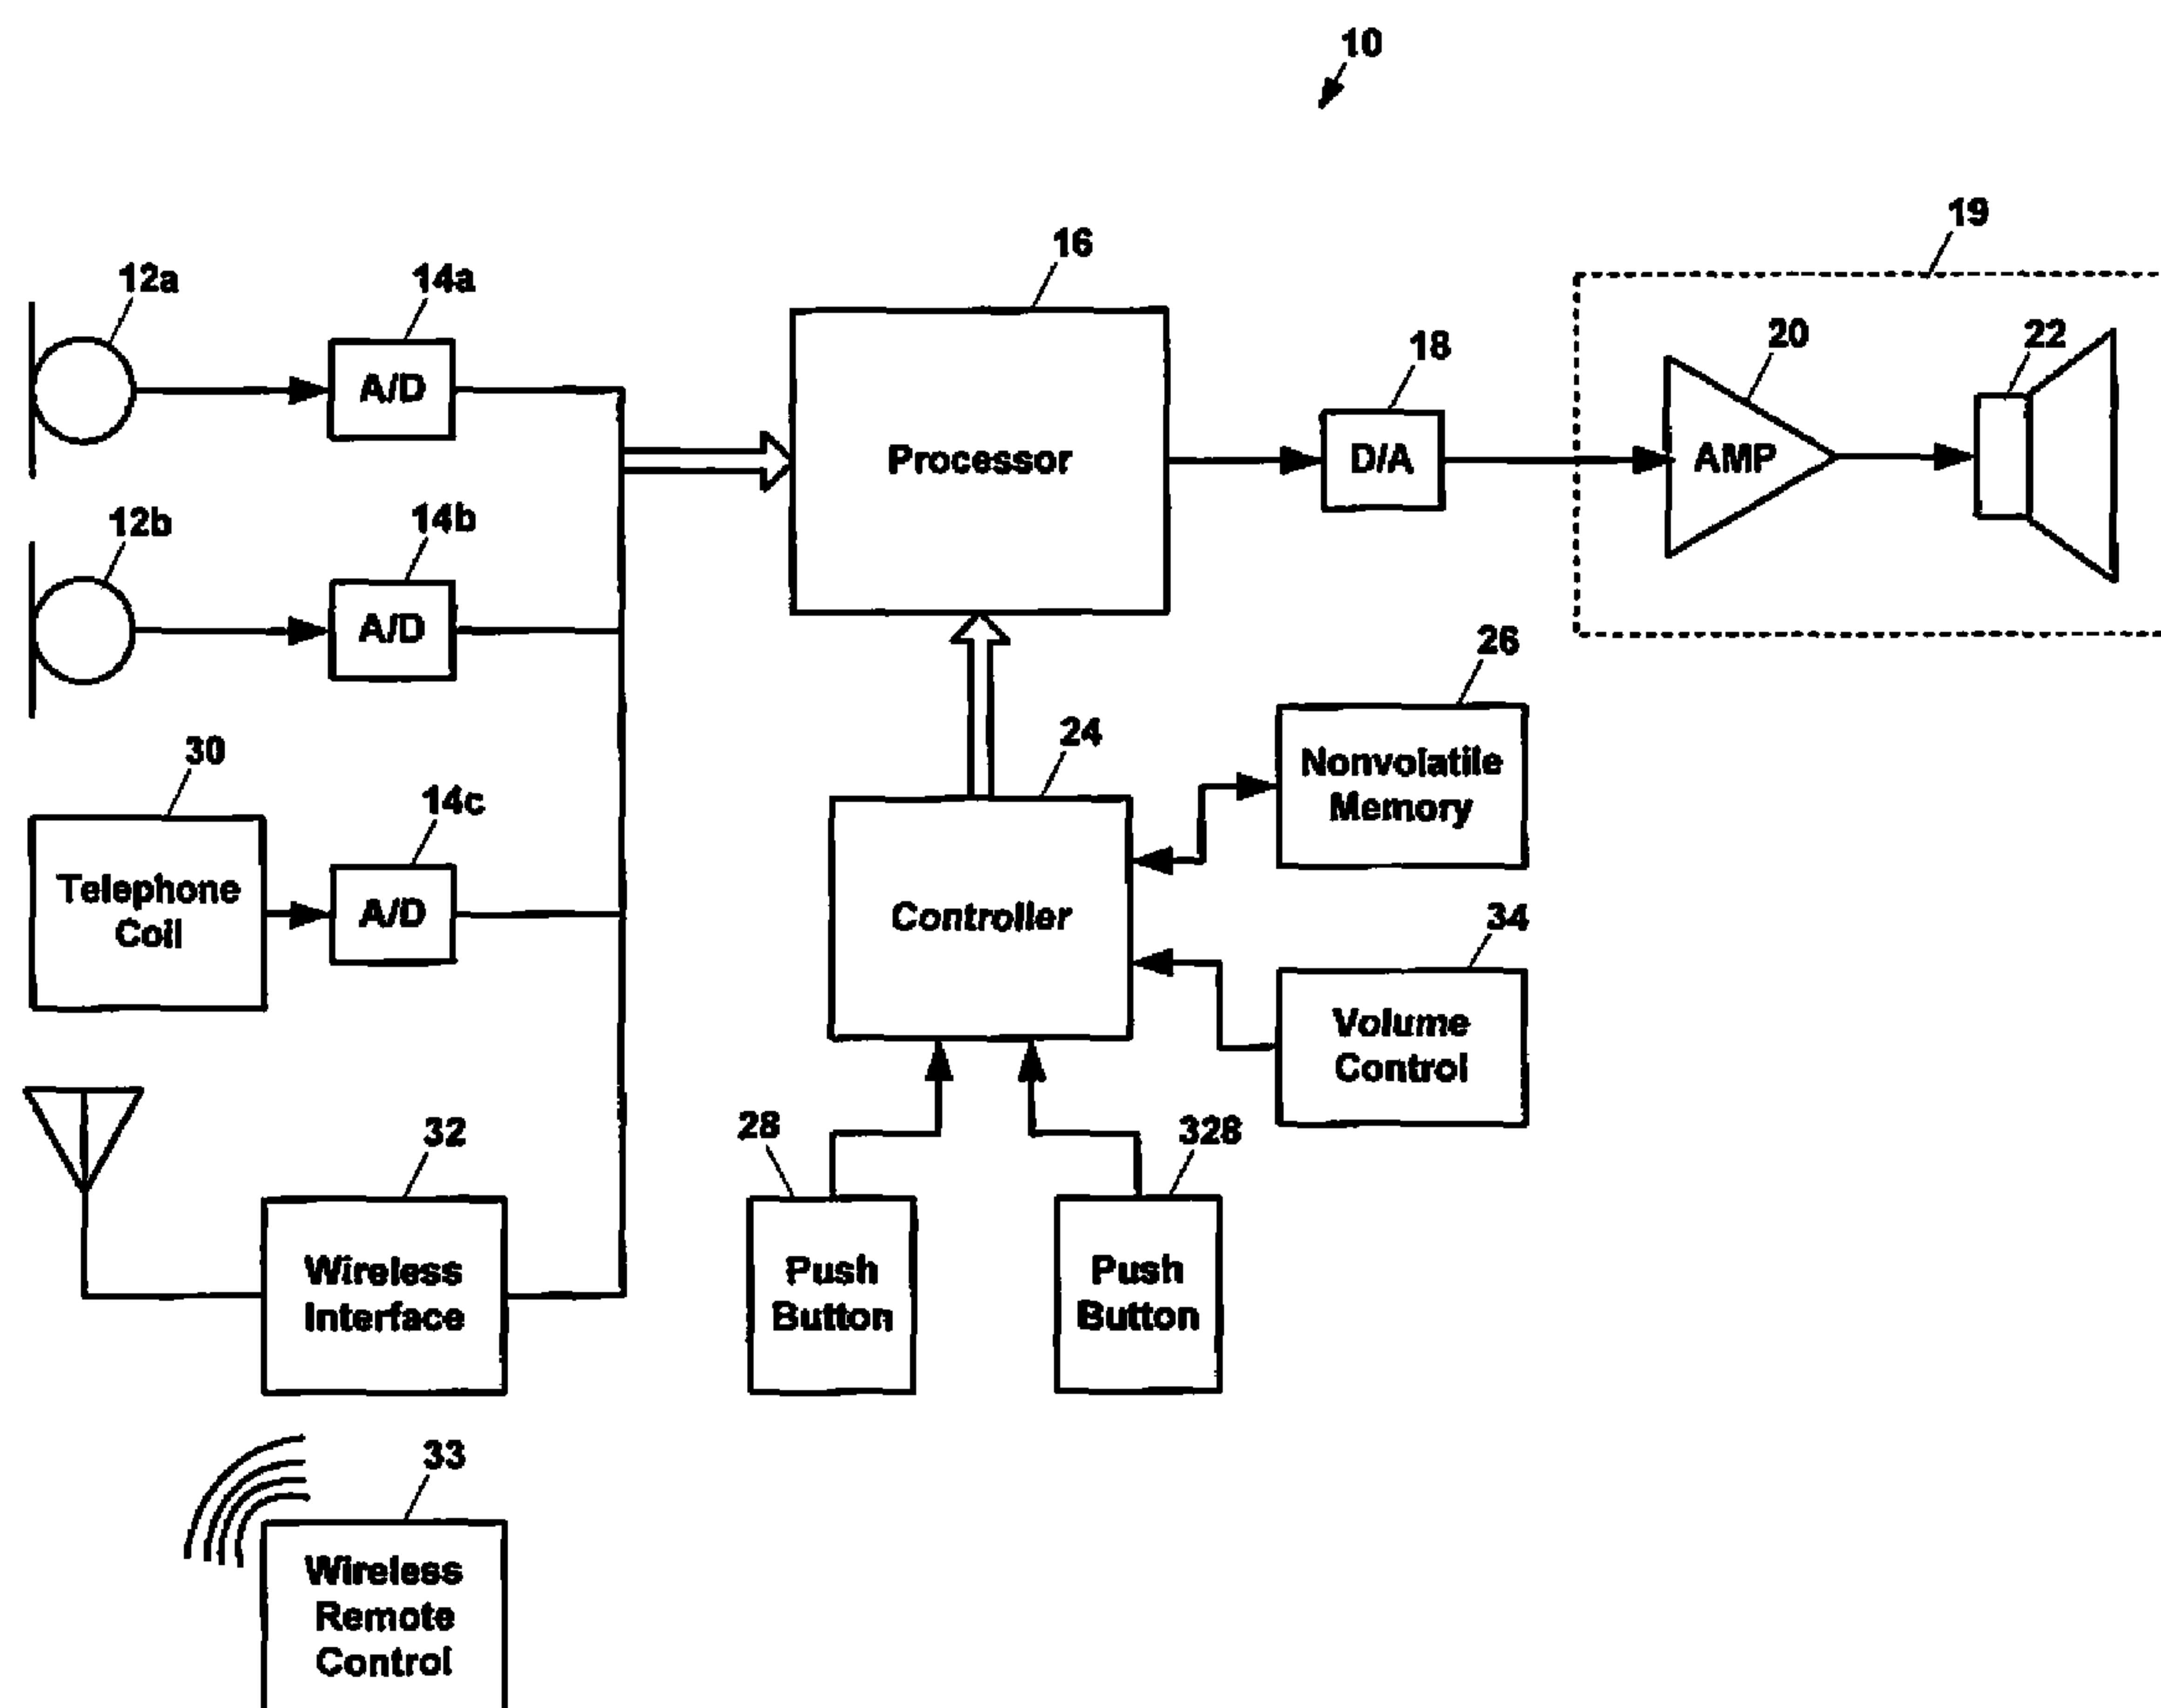 10
19
16
12a
14a
20
22
18
A/D
Processor
D/A
AMP
12b
14b
A/D
26
30
24
Nonvolatile
Memory
14c
Telephone
Coil
A/D
Controller
34
Volume
Control
32
28
328
Wireless
Interface
Push
Button
Push
Button
33
Wireless
Remote
Control